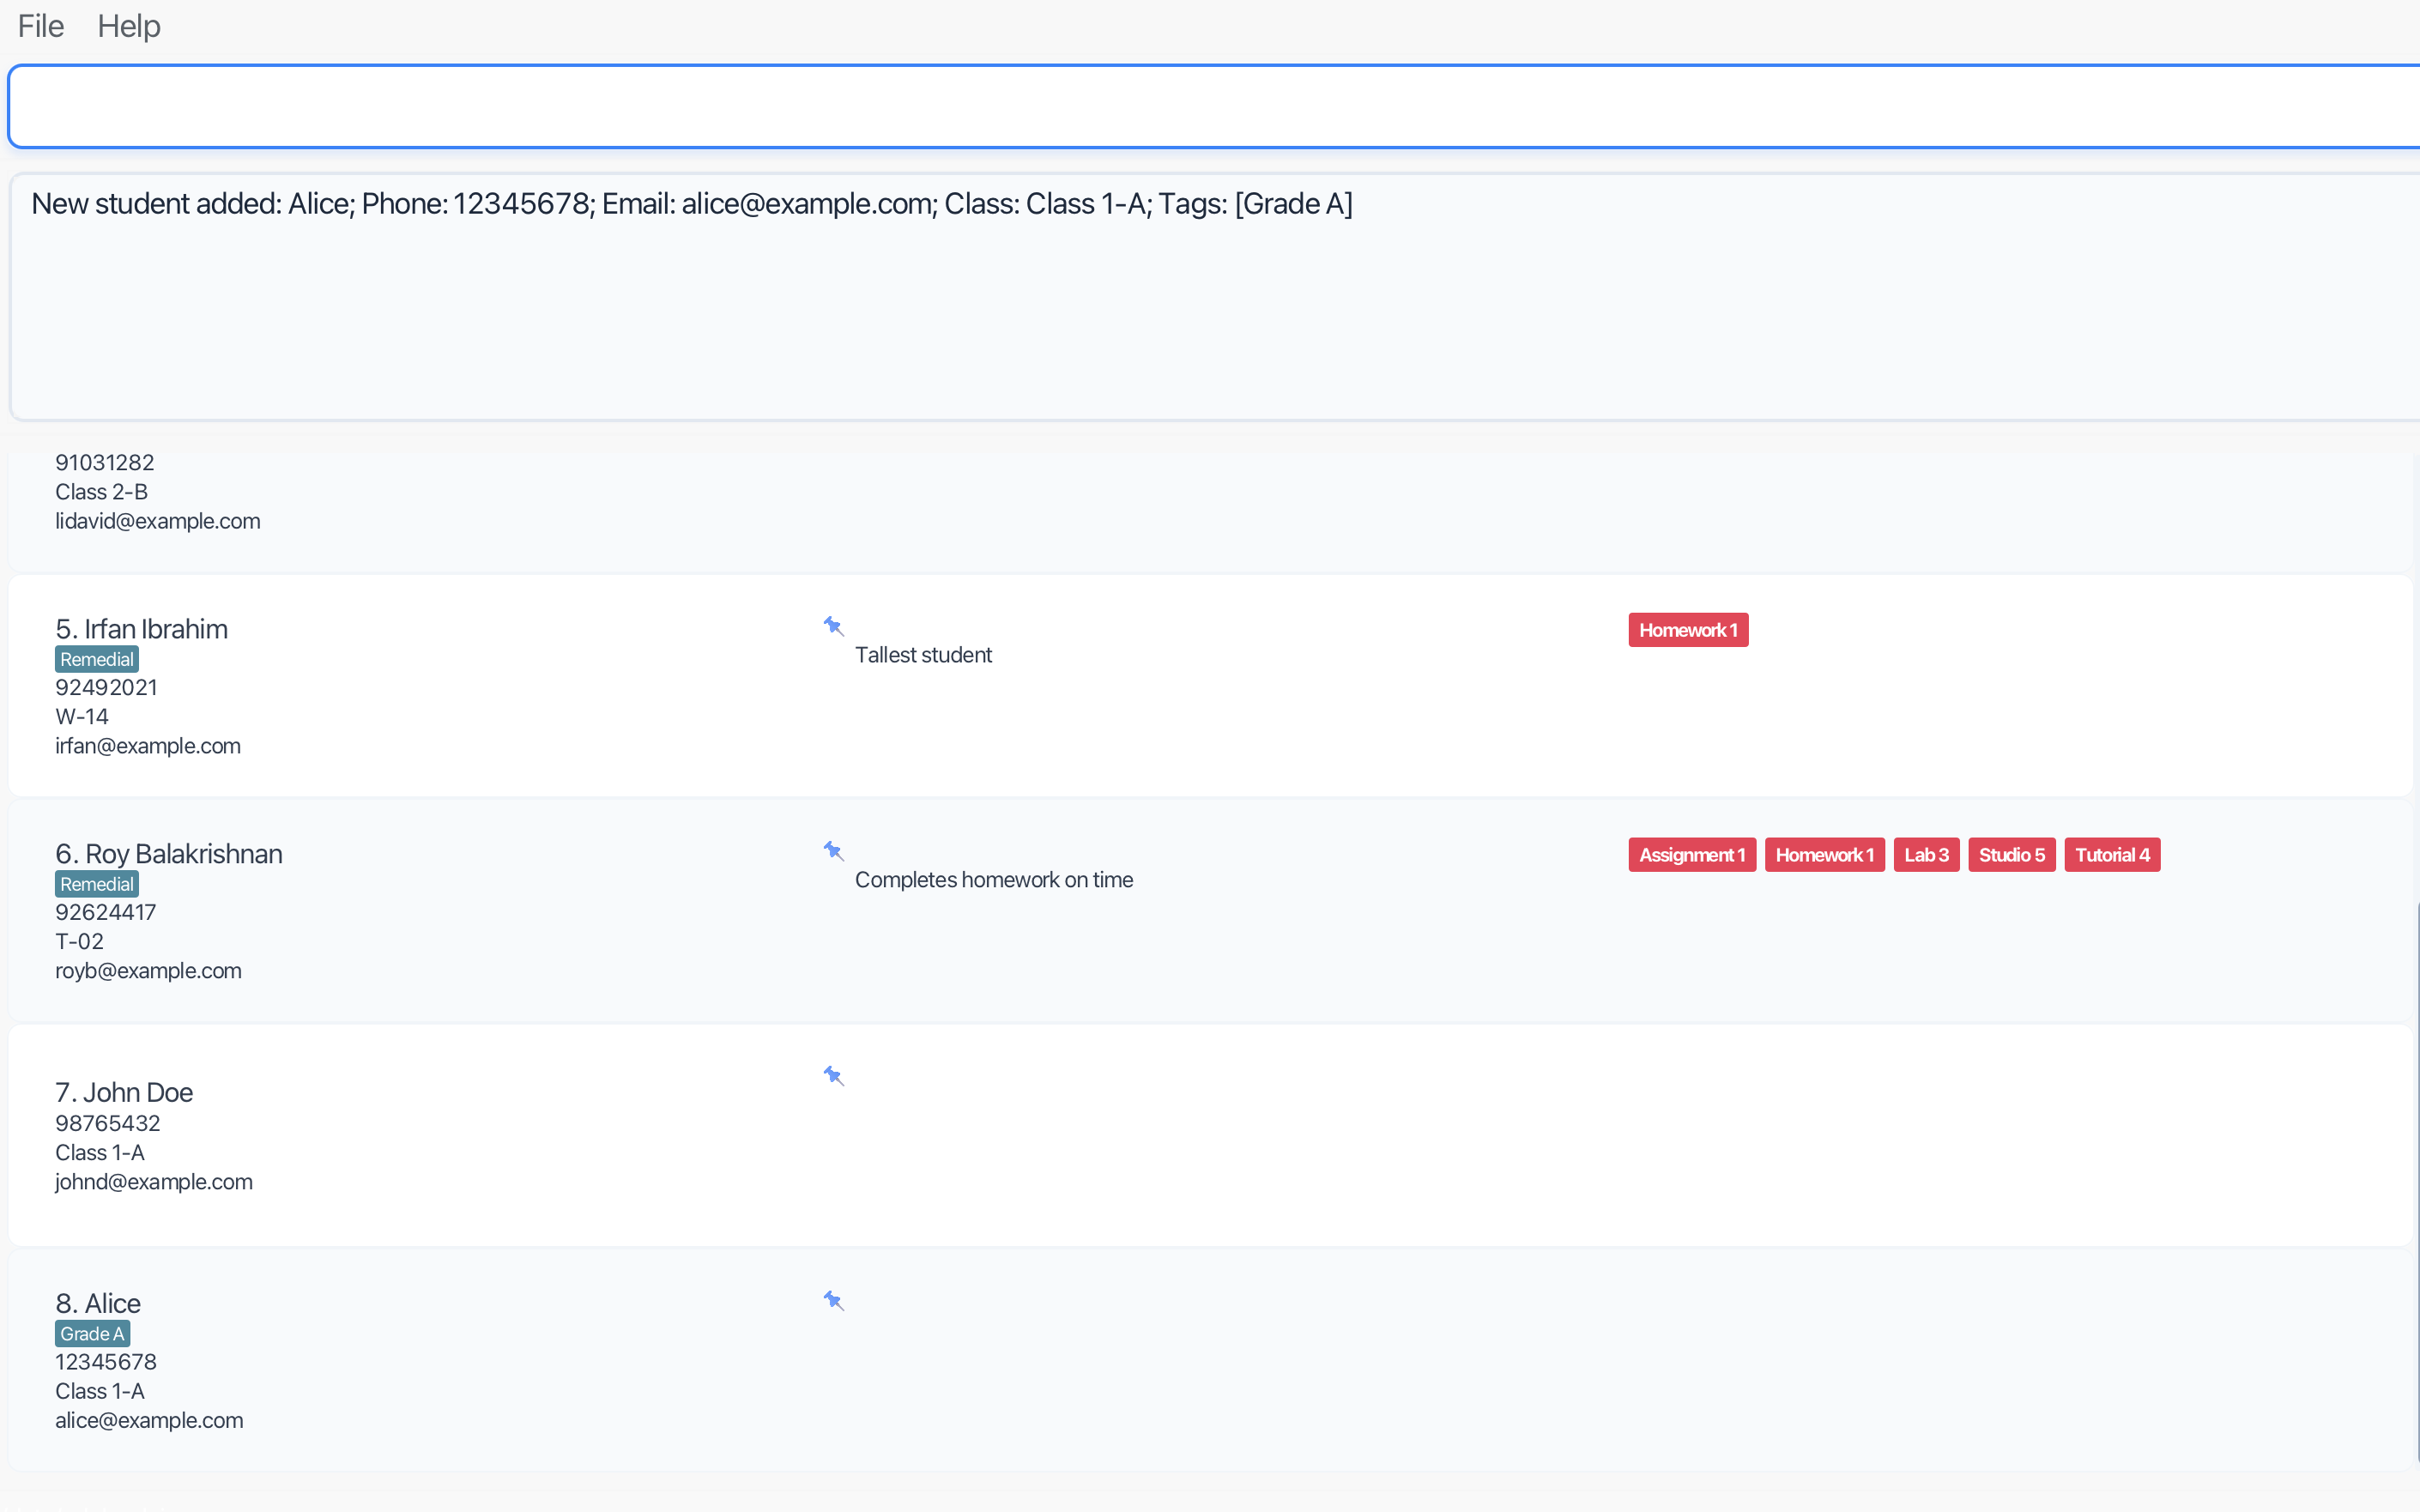 File Help
New student added: Alice; Phone: 12345678; Email: alice@example.com; Class: Class 1-A; Tags: [Grade A]
91031282
Class 2-B
lidavid@example.com
5. Irfan Ibrahim
Remedial
92492021
W-14
irfan@example.com
Tallest student
Homework 1
6. Roy Balakrishnan
Remedial
92624417
T-02
royb@example.com
Completes homework on time
Assignment 1 Homework 1 Lab 3 Studio 5 Tutorial 4
7. John Doe
98765432
Class 1-A
johnd@example.com
8. Alice
Grade A
12345678
Class 1-A
alice@example.com